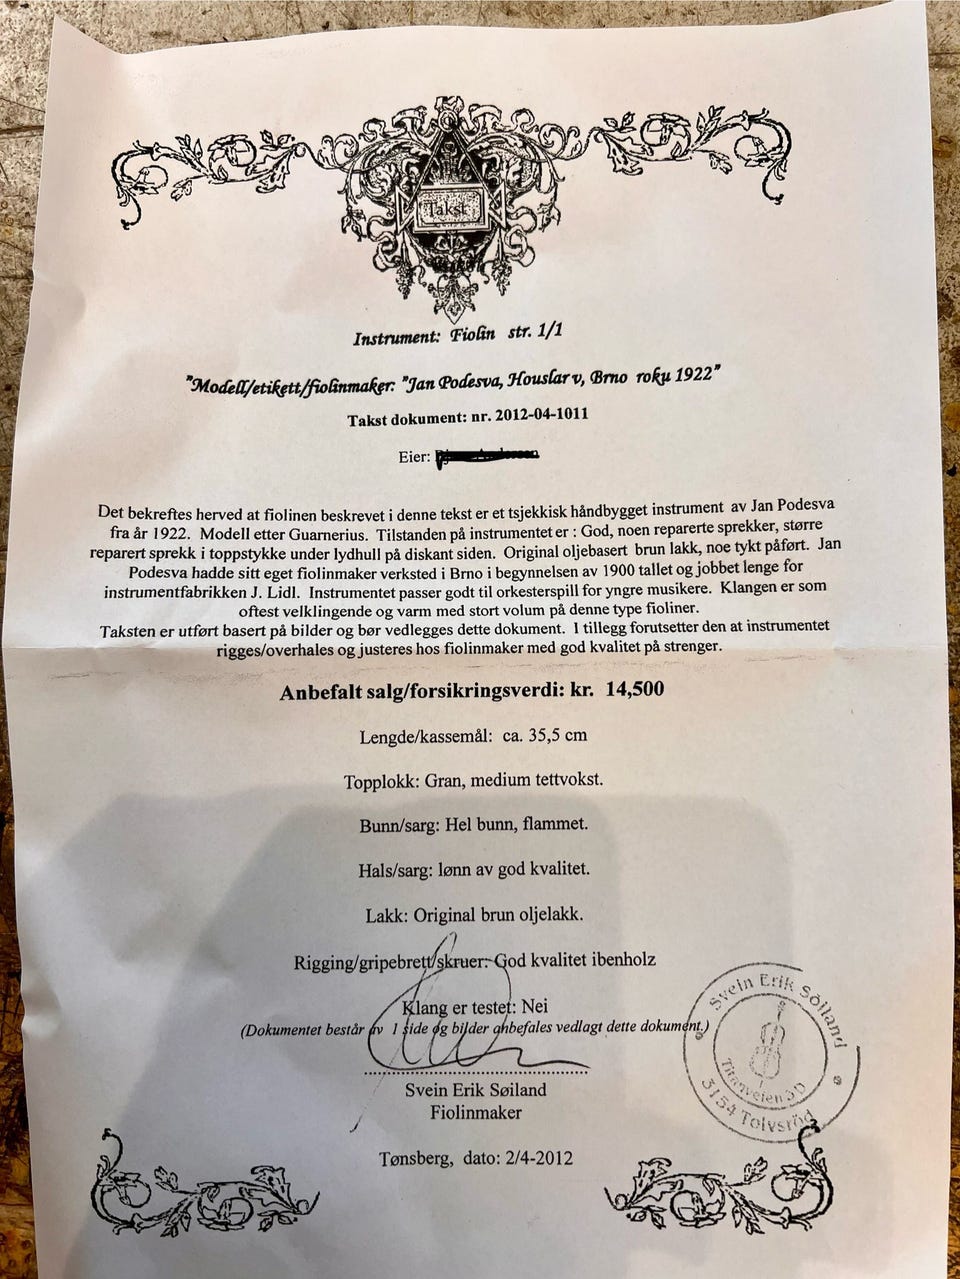 Takst
Instrument: Fiolin str. 1/1
"Modell/etikett/fiolinmaker: "Jan Podesva, Houslar v, Brno roku 1922"
Takst dokument: nr. 2012-04-1011
Eier:
Det bekreftes herved at fiolinen beskrevet i denne tekst er et tsjekkisk håndbygget instrument av Jan Podesva
fra år 1922. Modell etter Guarnerius. Tilstanden på instrumentet er : God, noen reparerte sprekker, større
reparert sprekk i toppstykke under lydhull på diskant siden. Original oljebasert brun lakk, noe tykt påført. Jan
Podesva hadde sitt eget fiolinmaker verksted i Brno i begynnelsen av 1900 tallet og jobbet lenge for
instrumentfabrikken J. Lidl. Instrumentet passer godt til orkesterspill for yngre musikere. Klangen er som
oftest velklingende og varm med stort volum på denne type fioliner.
Taksten er utført basert på bilder og bør vedlegges dette dokument. I tillegg forutsetter den at instrumentet
rigges/overhales og justeres hos fiolinmaker med god kvalitet på strenger.
Anbefalt salg/forsikringsverdi: kr. 14,500
Lengde/kassemål: ca. 35,5 cm
Topplokk: Gran, medium tettvokst.
Bunn/sarg: Hel bunn, flammet.
Hals/sarg: lønn av god kvalitet.
Lakk: Original brun oljelakk.
Rigging/gripebrett/skruer: God kvalitet ibenholz
Klang er testet: Nei
(Dokumentet består av 1 side og bilder anbefales vedlagt dette dokument.)
Svein Erik Søiland
Fiolinmaker
Tønsberg, dato: 2/4-2012
Svein Erik Söiland
Titanveien 3D
3154 Tolvsröd